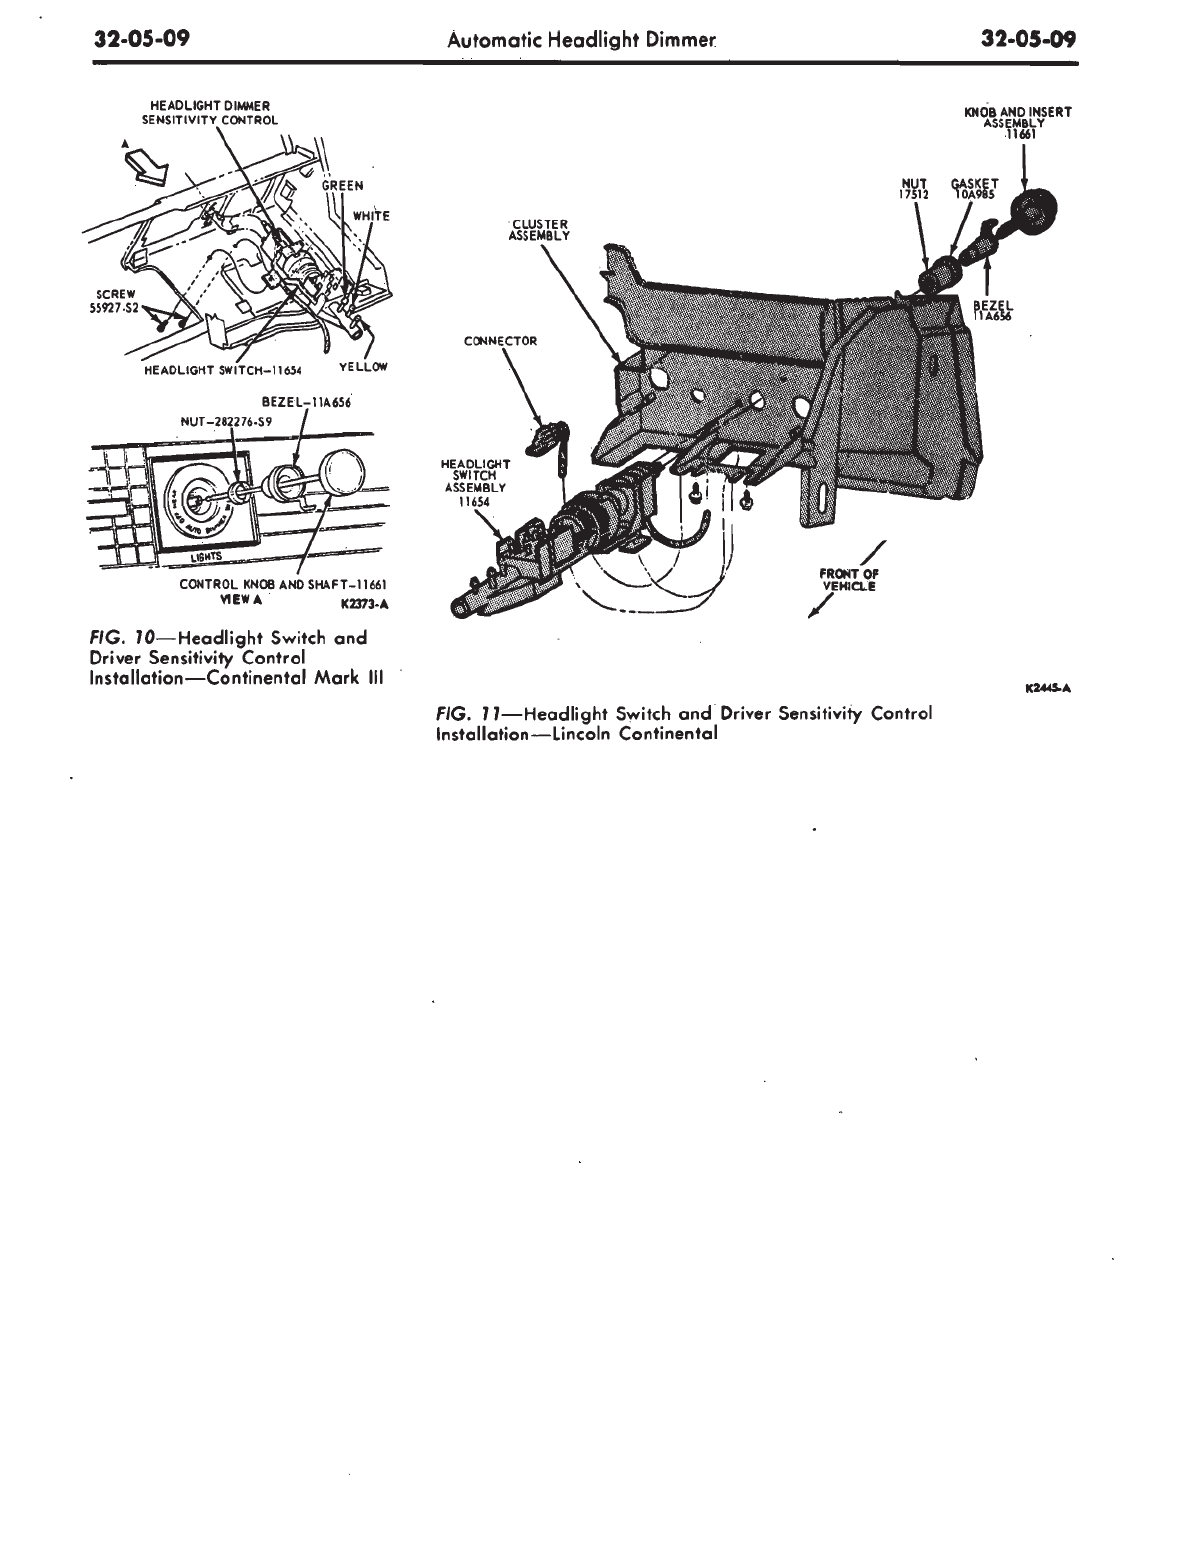 32-05-09
Automatic Headlight Dimmer
32-05-09
HEADLIGHT DIMMER
SENSITIVITY CONTROL
A
GREEN
WHITE
SCREW
55927-S2
HEADLIGHT SWITCH-11654
YELLOW
BEZEL-11A656
NUT-282276-S9
LIGHTS
CONTROL KNOB AND SHAFT-11661
VIEW A
K2373-A
FIG. 10—Headlight Switch and
Driver Sensitivity Control
Installation—Continental Mark III
KNOB AND INSERT
ASSEMBLY
11661
NUT
17512
GASKET
10A985
CLUSTER
ASSEMBLY
BEZEL
11A656
CONNECTOR
HEADLIGHT
SWITCH
ASSEMBLY
11654
FRONT OF
VEHICLE
K2445-A
FIG. 11—Headlight Switch and Driver Sensitivity Control
Installation—Lincoln Continental